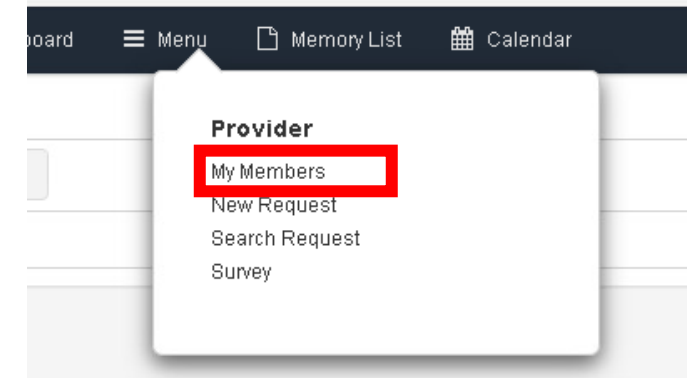 board Menu Memory List Calendar
Provider
My Members
New Request
Search Request
Survey